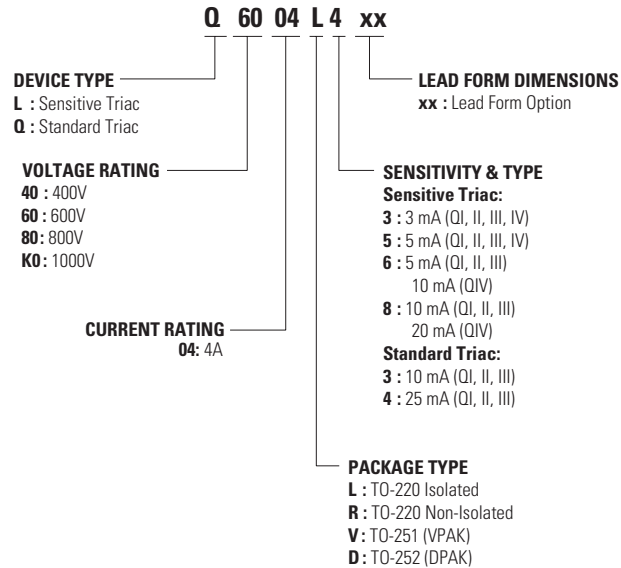 Q 60 04 L 4 xx
DEVICE TYPE
L : Sensitive Triac
Q : Standard Triac
LEAD FORM DIMENSIONS
xx : Lead Form Option
VOLTAGE RATING
40 : 400V
60 : 600V
80: 800V
K0: 1000V
SENSITIVITY & TYPE
Sensitive Triac:
3 : 3 mA (QI, II, III, IV)
5 : 5 mA (QI, II, III, IV)
6 : 5 mA (QI, II, III)
10 mA (QIV)
8 : 10 mA (QI, II, III)
20 mA (QIV)
Standard Triac:
3 : 10 mA (QI, II, III)
4 : 25 mA (QI, II, III)
CURRENT RATING
04: 4A
PACKAGE TYPE
L : TO-220 Isolated
R : TO-220 Non-Isolated
V : TO-251 (VPAK)
D : TO-252 (DPAK)